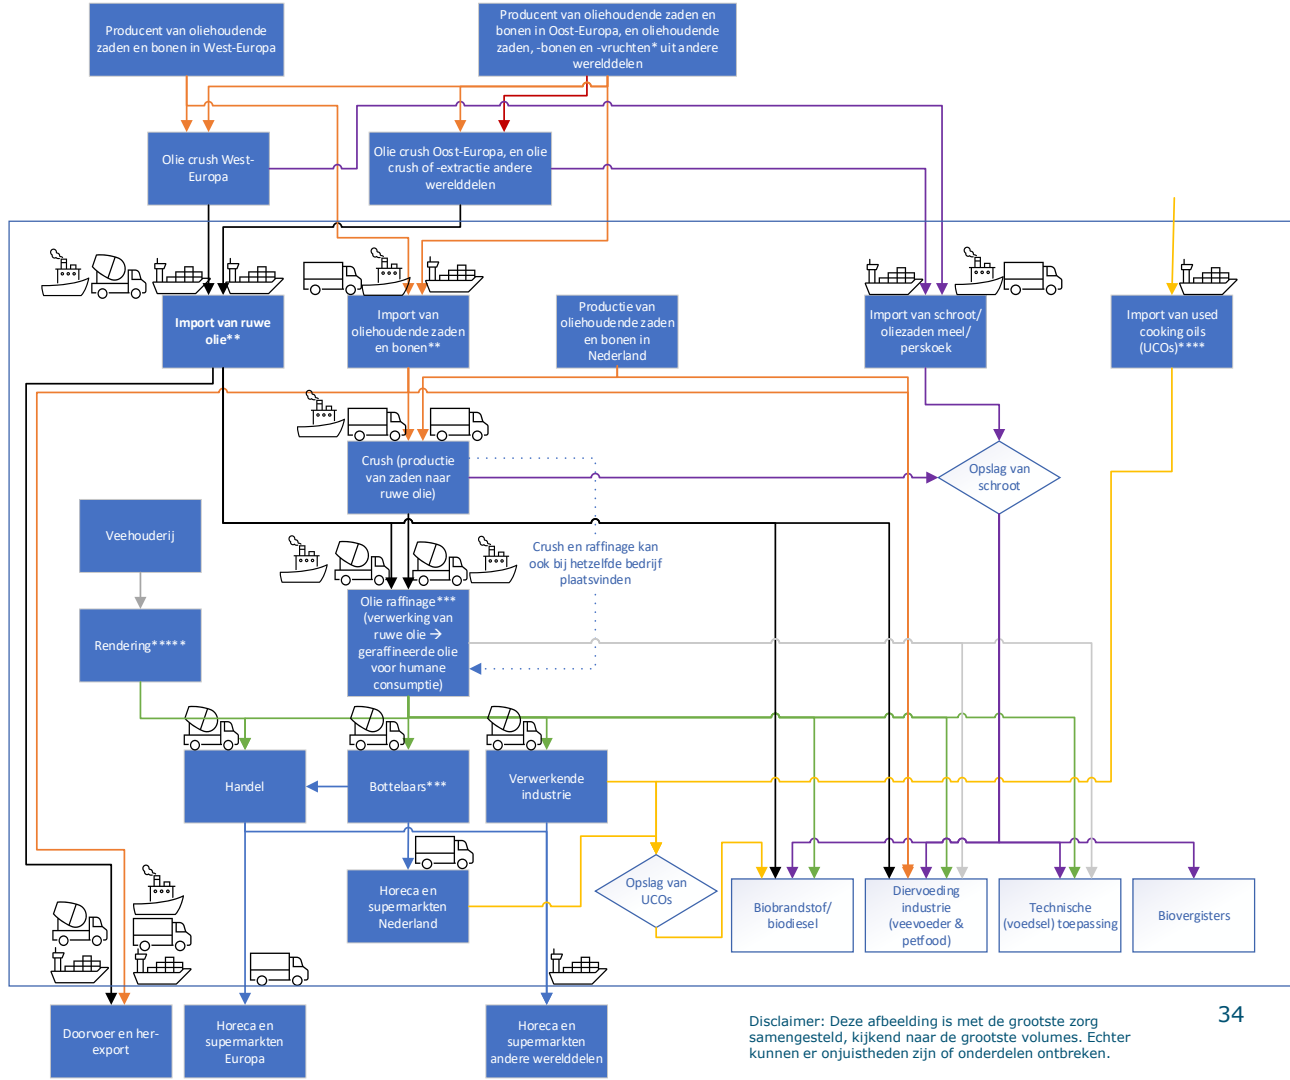 Producent van oliehoudende
zaden en bonen in West-Europa
Producent van oliehoudende zaden en
bonen in Oost-Europa, en oliehoudende
zaden, -bonen en -vruchten* uit andere
werelddelen
Olie crush West-
Europa
Olie crush Oost-Europa, en olie
crush of -extractie andere
werelddelen
Import van ruwe
olie**
Import van
oliehoudende zaden
en bonen**
Productie van
oliehoudende zaden
en bonen in
Nederland
Import van schroot/
oliezaden meel/
perskoek
Import van used
cooking oils
(UCOs)****
Crush (productie
van zaden naar
ruwe olie)
Opslag van
schroot
Veehouderij
Crush en raffinage kan
ook bij hetzelfde bedrijf
plaatsvinden
Rendering*****
Olie raffinage***
(verwerking van
ruwe olie →
geraffineerde olie
voor humane
consumptie)
Handel
Bottelaars***
Verwerkende
industrie
Horeca en
supermarkten
Nederland
Opslag van
UCOs
Biobrandstof/
biodiesel
Diervoeding
industrie
(veevoeder &
petfood)
Technische
(voedsel) toepassing
Biovergisters
Doorvoer en her-
export
Horeca en
supermarkten
Europa
Horeca en
supermarkten
andere werelddelen
Disclaimer: Deze afbeelding is met de grootste zorg
samengesteld, kijkend naar de grootste volumes. Echter
kunnen er onjuistheden zijn of onderdelen ontbreken.
34